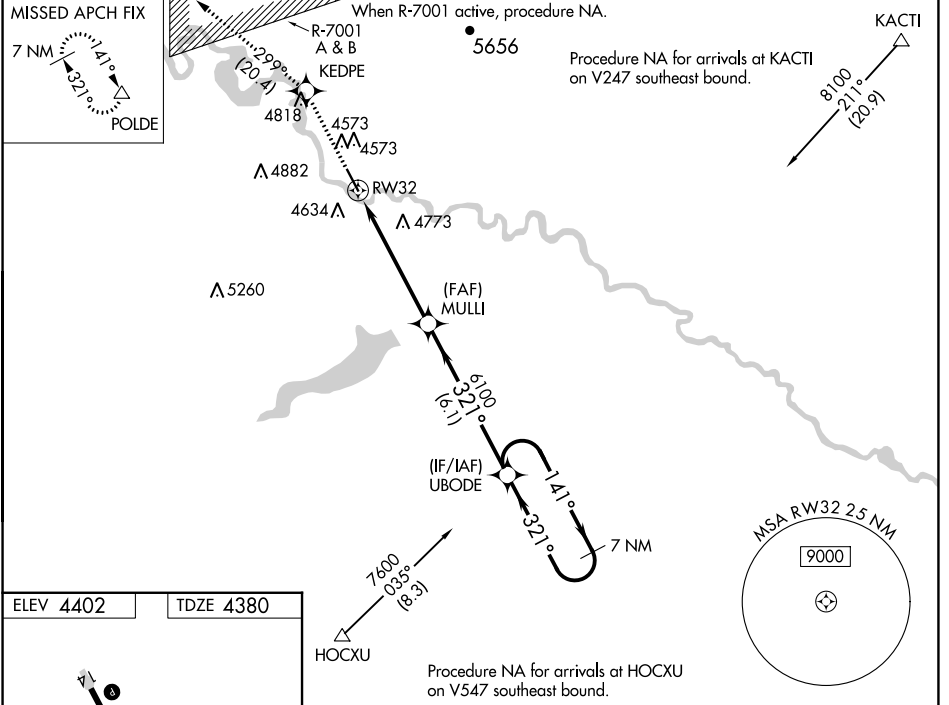 MISSED APCH FIX
7 NM
141°
321°
POLDE
When R-7001 active, procedure NA.
R-7001
A & B
299°
(20.4)
KEDPE
4818
5656
KACTI
Procedure NA for arrivals at KACTI
on V247 southeast bound.
8100
211°
(20.9)
4573
4573
4882
RW32
4634
4773
5260
(FAF)
MULLI
6100
321°
(6.1)
(IF/IAF)
UBODE
141°
321°
7 NM
MSA RW32 25 NM
9000
7600
035°
(8.3)
HOCXU
ELEV 4402
TDZE 4380
Procedure NA for arrivals at HOCXU
on V547 southeast bound.
14
P